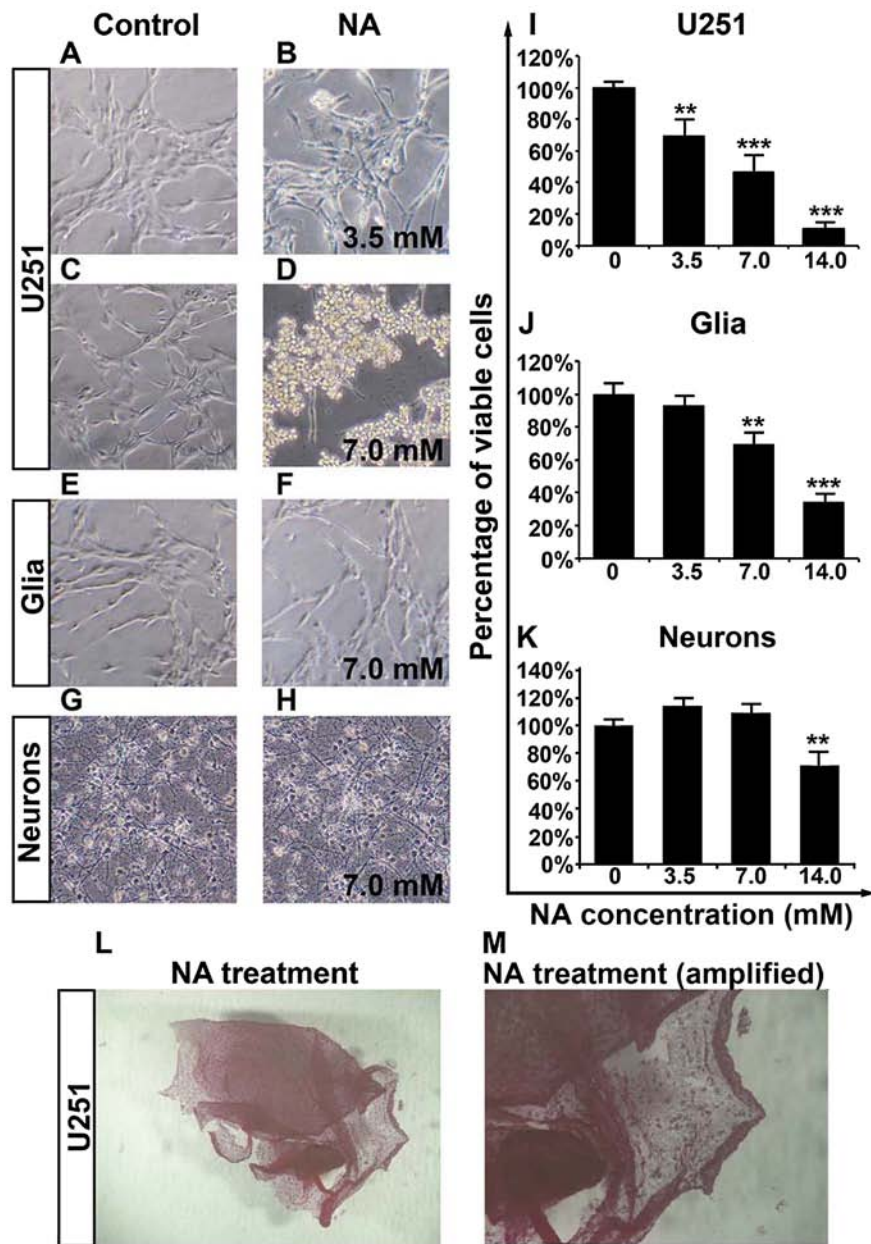 Control
NA
A
B
3.5 mM
C
D
7.0 mM
U251
E
F
7.0 mM
Glia
G
H
7.0 mM
Neurons
Percentage of viable cells
I
U251
120%
100%
80%
60%
40%
20%
0%
**
***
***
0 3.5 7.0 14.0
J
Glia
120%
100%
80%
60%
40%
20%
0%
**
***
0 3.5 7.0 14.0
K
Neurons
140%
120%
100%
80%
60%
40%
20%
0%
**
0 3.5 7.0 14.0
NA concentration (mM)
L
NA treatment
U251
M
NA treatment (amplified)